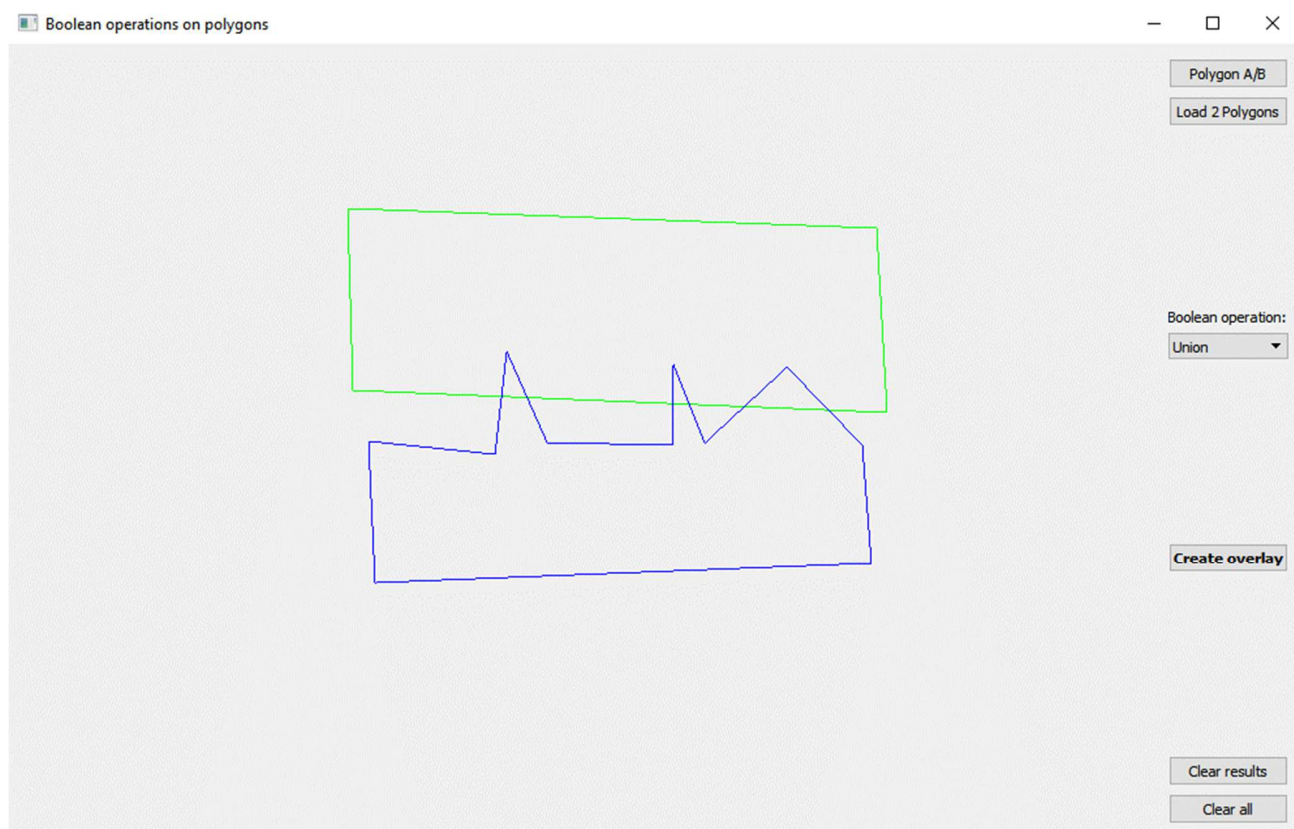 Boolean operations on polygons
Polygon A/B
Load 2 Polygons
Boolean operation:
Union
Create overlay
Clear results
Clear all